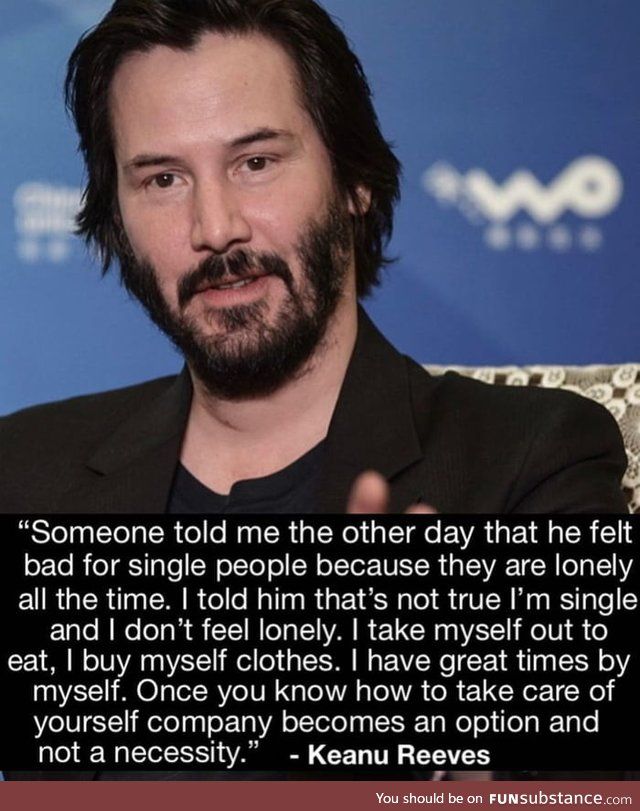 WO
“Someone told me the other day that he felt
bad for single people because they are lonely
all the time. I told him that’s not true I’m single
and I don’t feel lonely. I take myself out to
eat, I buy myself clothes. I have great times by
myself. Once you know how to take care of
yourself company becomes an option and
not a necessity.”   - Keanu Reeves
You should be on FUNsubstance.com